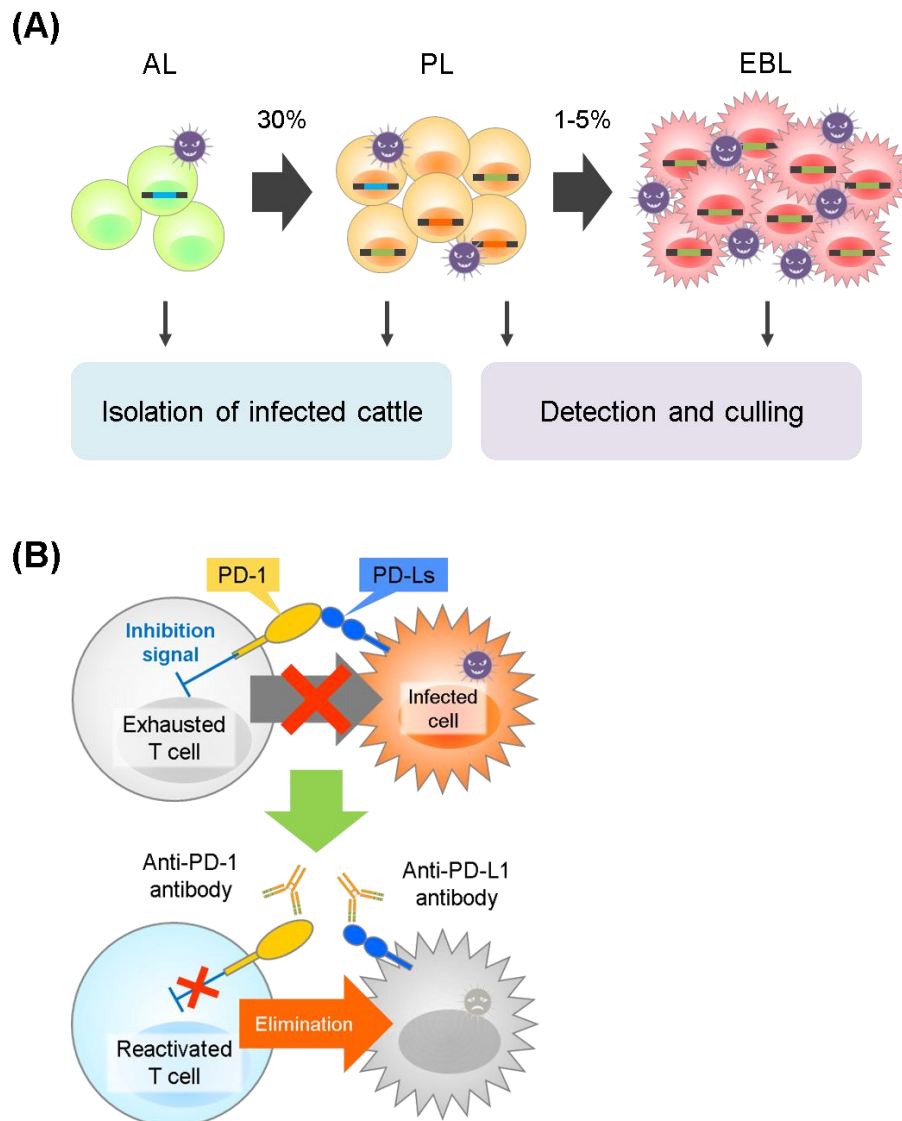 (A)
AL
PL
EBL
30%
1-5%
Isolation of infected cattle
Detection and culling
(B)
PD-1
PD-Ls
Inhibition
signal
Exhausted
T cell
Infected
cell
Anti-PD-1
antibody
Anti-PD-L1
antibody
Elimination
Reactivated
T cell